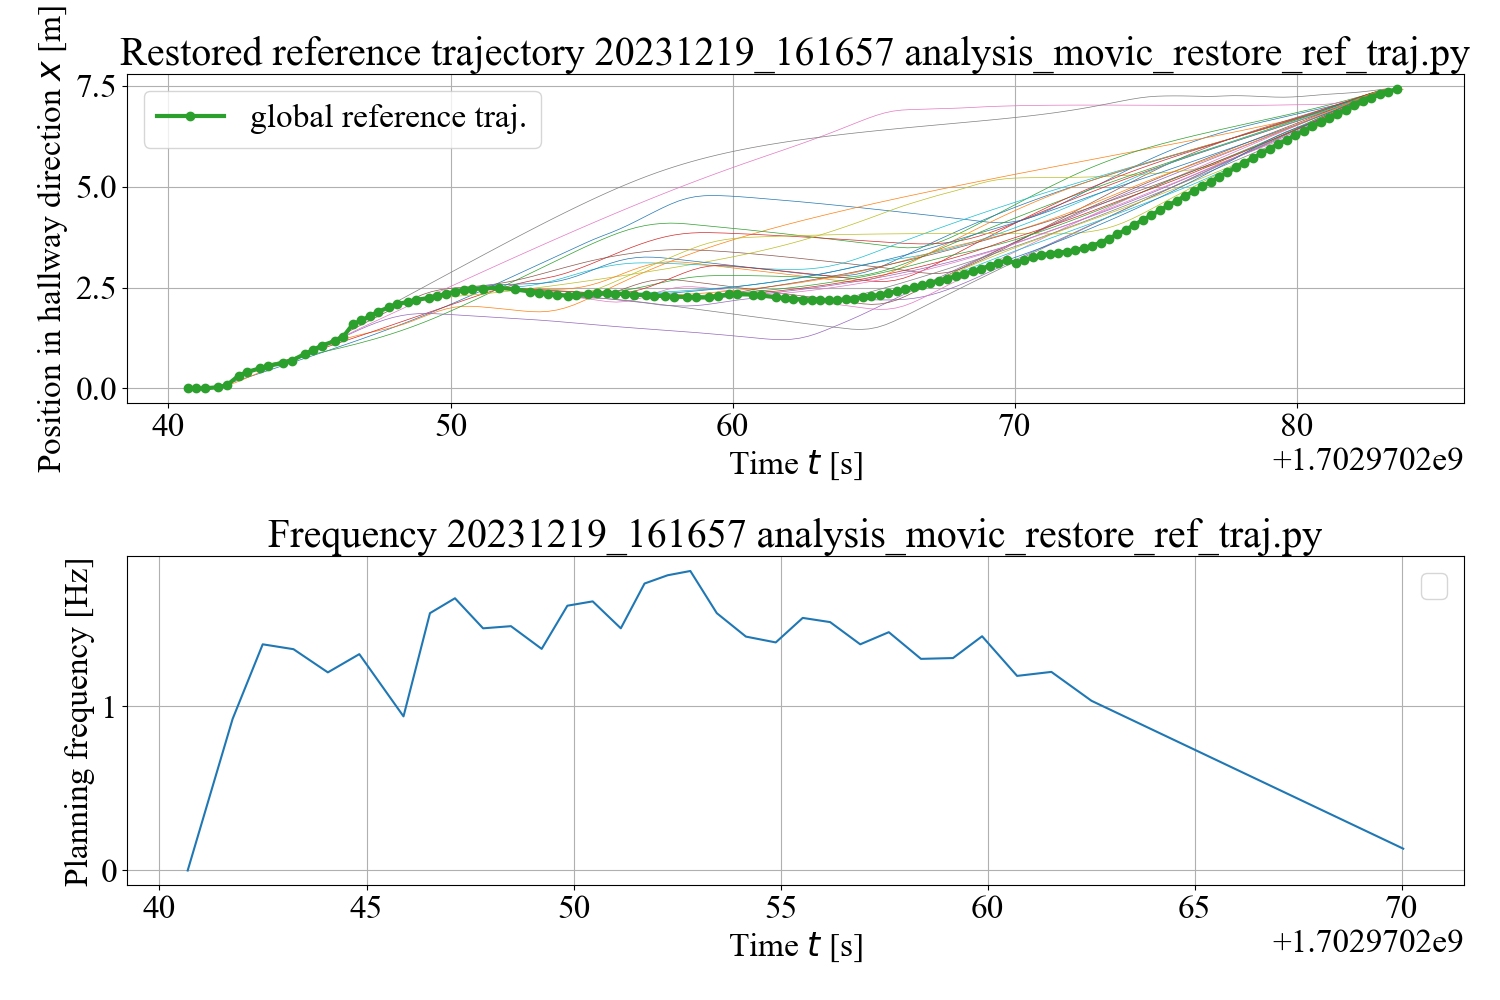 Restored reference trajectory 20231219_161657 analysis_movic_restore_ref_traj.py
Position in hallway direction x [m]
7.5
5.0
2.5
0.0
global reference traj.
40 50 60 70 80
Time t [s]
+1.7029702e9
Frequency 20231219_161657 analysis_movic_restore_ref_traj.py
Planning frequency [Hz]
1
0
40 45 50 55 60 65 70
Time t [s]
+1.7029702e9